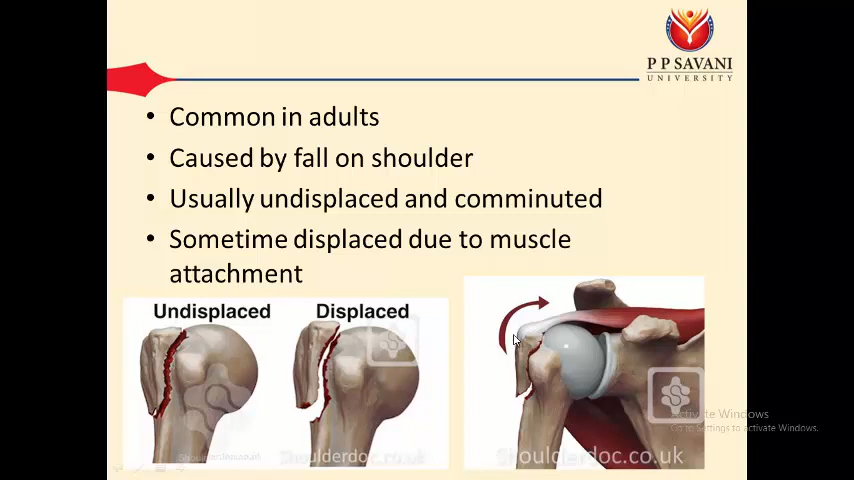 P P SAVANI
UNIVERSITY
• Common in adults
• Caused by fall on shoulder
• Usually undisplaced and comminuted
• Sometime displaced due to muscle
attachment
Undisplaced
Displaced
Shoulderdoc.co.uk
Shoulderdoc.co.uk
Activate Windows
Go to Settings to activate Windows.